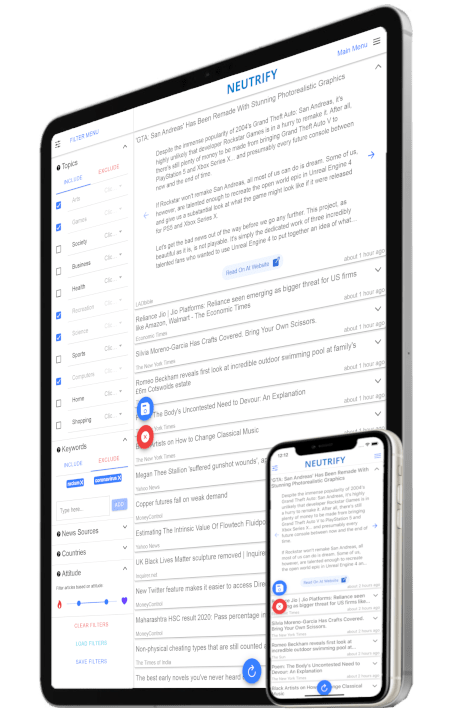 FILTER MENU
Topics
INCLUDE
EXCLUDE
Arts
Games
Society
Clic...
Business
Clic...
Health
Clic...
Recreation
Science
Sports
Clic...
Computers
Home
Clic...
Shopping
Clic...
Keywords
INCLUDE
EXCLUDE
coronavirus
Type here...
ADD
News Sources
Countries
Attitude
Filter articles based on attitude
CLEAR FILTERS
LOAD FILTERS
SAVE FILTERS
NEUTRIFY
Main Menu
'GTA: San Andreas' Has Been Remade With Stunning Photorealistic Graphics
Despite the immense popularity of 2004's Grand Theft Auto: San Andreas, it's
highly unlikely that developer Rockstar Games is in a hurry to remake it. After all,
there's still plenty of money to be made from bringing Grand Theft Auto V to
PlayStation 5 and Xbox Series X... and presumably every future console between
now and the end of time.
If Rockstar won't remake San Andreas, all most of us can do is dream. Some of us,
however, are talented enough to recreate the open world epic in Unreal Engine 4
and give us a substantial look at what the game might look like if it were released
for PS5 and Xbox Series X.
Let's get the bad news out of the way before we go any further. This project, as
beautiful as it is, is not playable. It's simply the dedicated work of three incredibly
talented fans who wanted to use Unreal Engine 4 to put together an idea of what...
Read On At Website
LADBible
about 1 hour ago
Reliance Jio | Jio Platforms: Reliance seen emerging as bigger threat for US firms
like Amazon, Walmart - The Economic Times
Economic Times
about 1 hour ago
Silvia Moreno-Garcia Has Crafts Covered. Bring Your Own Scissors.
The New York Times
about 1 hour ago
Romeo Beckham reveals first look at incredible outdoor swimming pool at family's
£6m Cotswolds estate
about 1 hour ago
The Body's Uncontested Need to Devour: An Explanation
York Times
about 1 hour ago
Artists on How to Change Classical Music
The New York Times
Megan Thee Stallion 'suffered gunshot wounds',
Yahoo News
Copper futures fall on weak demand
MoneyControl
Estimating The Intrinsic Value Of Flowtech Fluidpo
Yahoo News
UK Black Lives Matter sculpture removed | Inquirer
Inquirer.net
New Twitter feature makes it easier to access Direc
MoneyControl
Maharashtra HSC result 2020: Pass percentage im
MoneyControl
Non-physical cheating types that are still counted a
The Times of India
The best early novels you've never heard
12:13
NEUTRIFY
'GTA: San Andreas' Has Been Remade With
Stunning Photorealistic Graphics
Despite the immense popularity of 2004's
Grand Theft Auto: San Andreas, it's highly
unlikely that developer Rockstar Games is in
a hurry to remake it. After all, there's still
plenty of money to be made from bringing
Grand Theft Auto V to PlayStation 5 and
Xbox Series X... and presumably every
future console between now and the end of
time.
If Rockstar won't remake San Andreas, all
most of us can do is dream. Some of us,
however, are talented enough to recreate
the open world epic in Unreal Engine 4 and
Read On At Website
about 2 hours ago
Reliance Jio | Jio Platforms: Reliance seen
emerging as bigger threat for US firms like...
Economic Times
about 2 hours ago
Silvia Moreno-Garcia Has Crafts Covered.
Bring Your Own Scissors.
The New York Times
about 2 hours ago
Romeo Beckham reveals first look at
incredible outdoor swimming pool at family...
The Sun
about 2 hours ago
Poem: The Body's Uncontested Need to
Devour: An Explanation
The New York Times
about 2 hours ago
Black Artists on How to Change Classical
Music